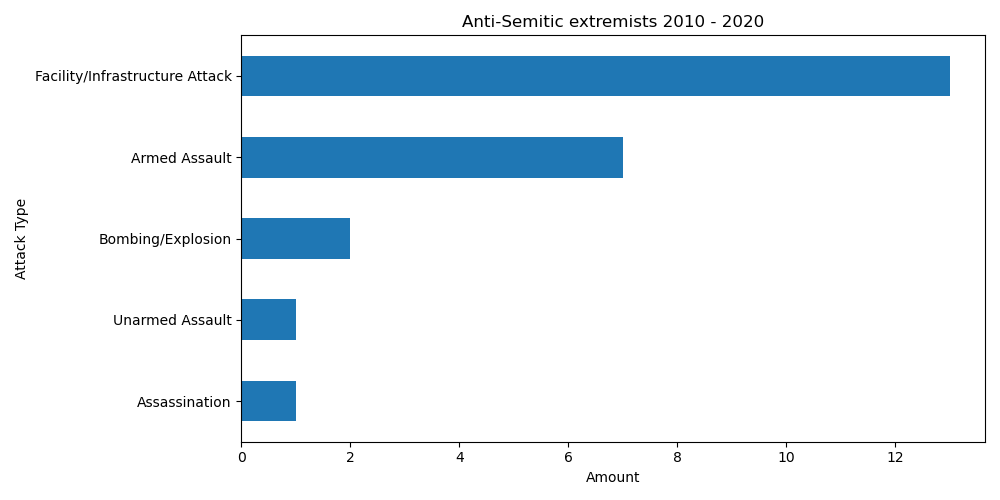 Anti-Semitic extremists 2010 - 2020
Attack Type
Facility/Infrastructure Attack
Armed Assault
Bombing/Explosion
Unarmed Assault
Assassination
0 2 4 6 8 10 12
Amount